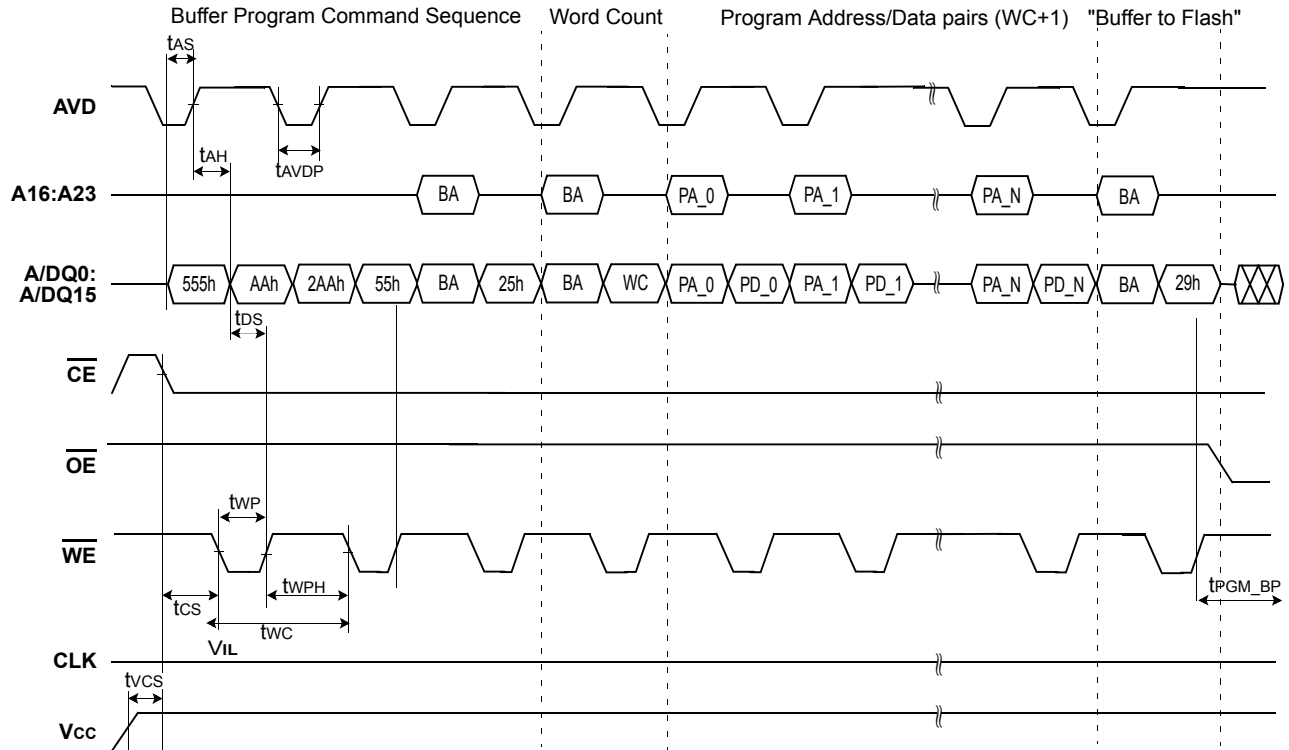 Buffer Program Command Sequence Word Count Program Address/Data pairs (WC+1) "Buffer to Flash"
tAS
AVD
tAH
tAVDP
A16:A23 BA BA PA_0 PA_1 PA_N BA
A/DQ0:
A/DQ15
555h AAh 2AAh 55h BA 25h BA WC PA_0 PD_0 PA_1 PD_1 PA_N PD_N BA 29h
tDS
CE
OE
tWP
WE
tWPH
tPGM_BP
tCS
tWC
VIL
CLK
tVCS
Vcc